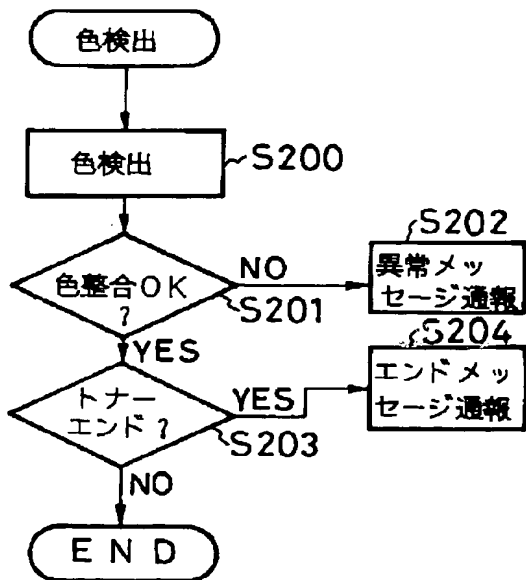 色検出
色検出
S200
色整合OK
?
NO
S201
S202
異常メッ
セージ通報
YES
トナー
エンド?
YES
S203
S204
エンドメッ
セージ通報
NO
END